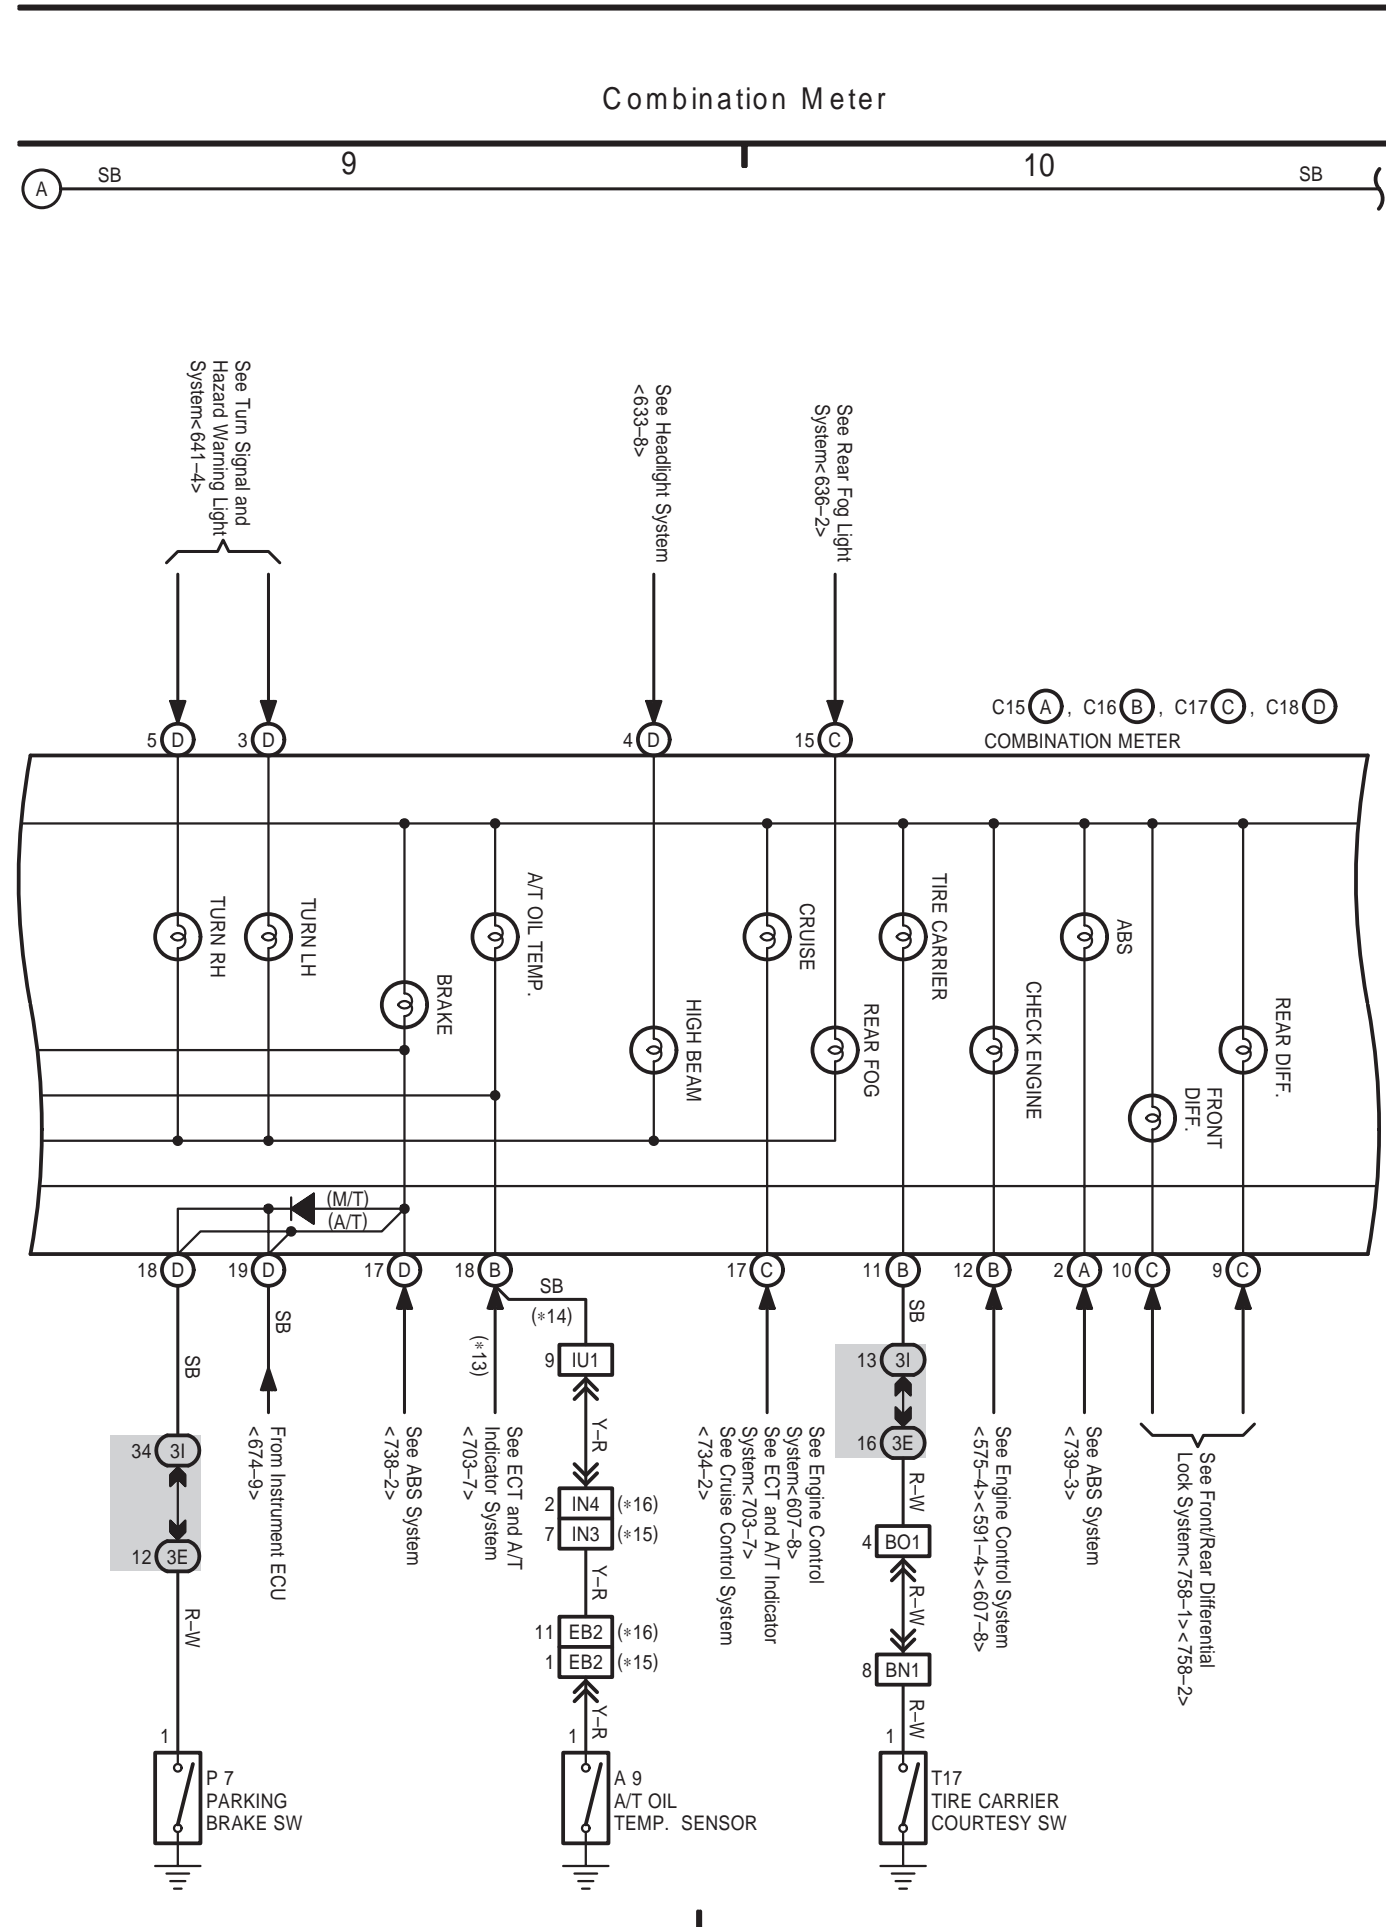 Combination Meter
9
10
A
SB
SB
See Turn Signal and
Hazard Warning Light
System<641–4>
See Headlight System
<633–8>
See Rear Fog Light
System<636–2>
C15 A , C16 B , C17 C , C18 D
COMBINATION METER
5 D
3 D
4 D
15 C
TURN RH
TURN LH
BRAKE
A/T OIL TEMP.
HIGH BEAM
CRUISE
REAR FOG
TIRE CARRIER
CHECK ENGINE
ABS
FRONT
DIFF.
REAR DIFF.
(M/T)
(A/T)
18 D
19 D
17 D
18 B
17 C
11 B
12 B
2 A
10 C
9 C
SB
SB
SB
(*14)
(*13)
SB
9 IU1
13 3I
16 3E
34 3I
12 3E
From Instrument ECU
<674–9>
See ABS System
<738–2>
See ECT and A/T
Indicator System
<703–7>
Y–R
2 IN4 (*16)
7 IN3 (*15)
Y–R
11 EB2 (*16)
1 EB2 (*15)
Y–R
See Engine Control
System<607–8>
See ECT and A/T Indicator
System<703–7>
See Cruise Control System
<734–2>
R–W
4 BO1
R–W
8 BN1
R–W
See Engine Control System
<575–4><591–4><607–8>
See ABS System
<739–3>
See Front/Rear Differential
Lock System<758–1><758–2>
R–W
1
1
1
P 7
PARKING
BRAKE SW
A 9
A/T OIL
TEMP. SENSOR
T17
TIRE CARRIER
COURTESY SW